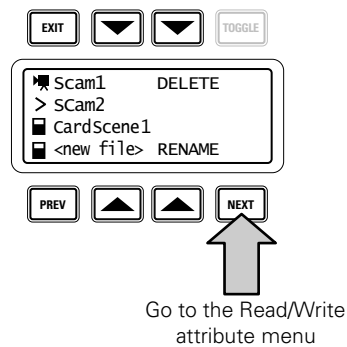 EXIT TOGGLE
Scam1 DELETE
> SCam2
CardScene1
<new file> RENAME
PREV NEXT
Go to the Read/Write
attribute menu